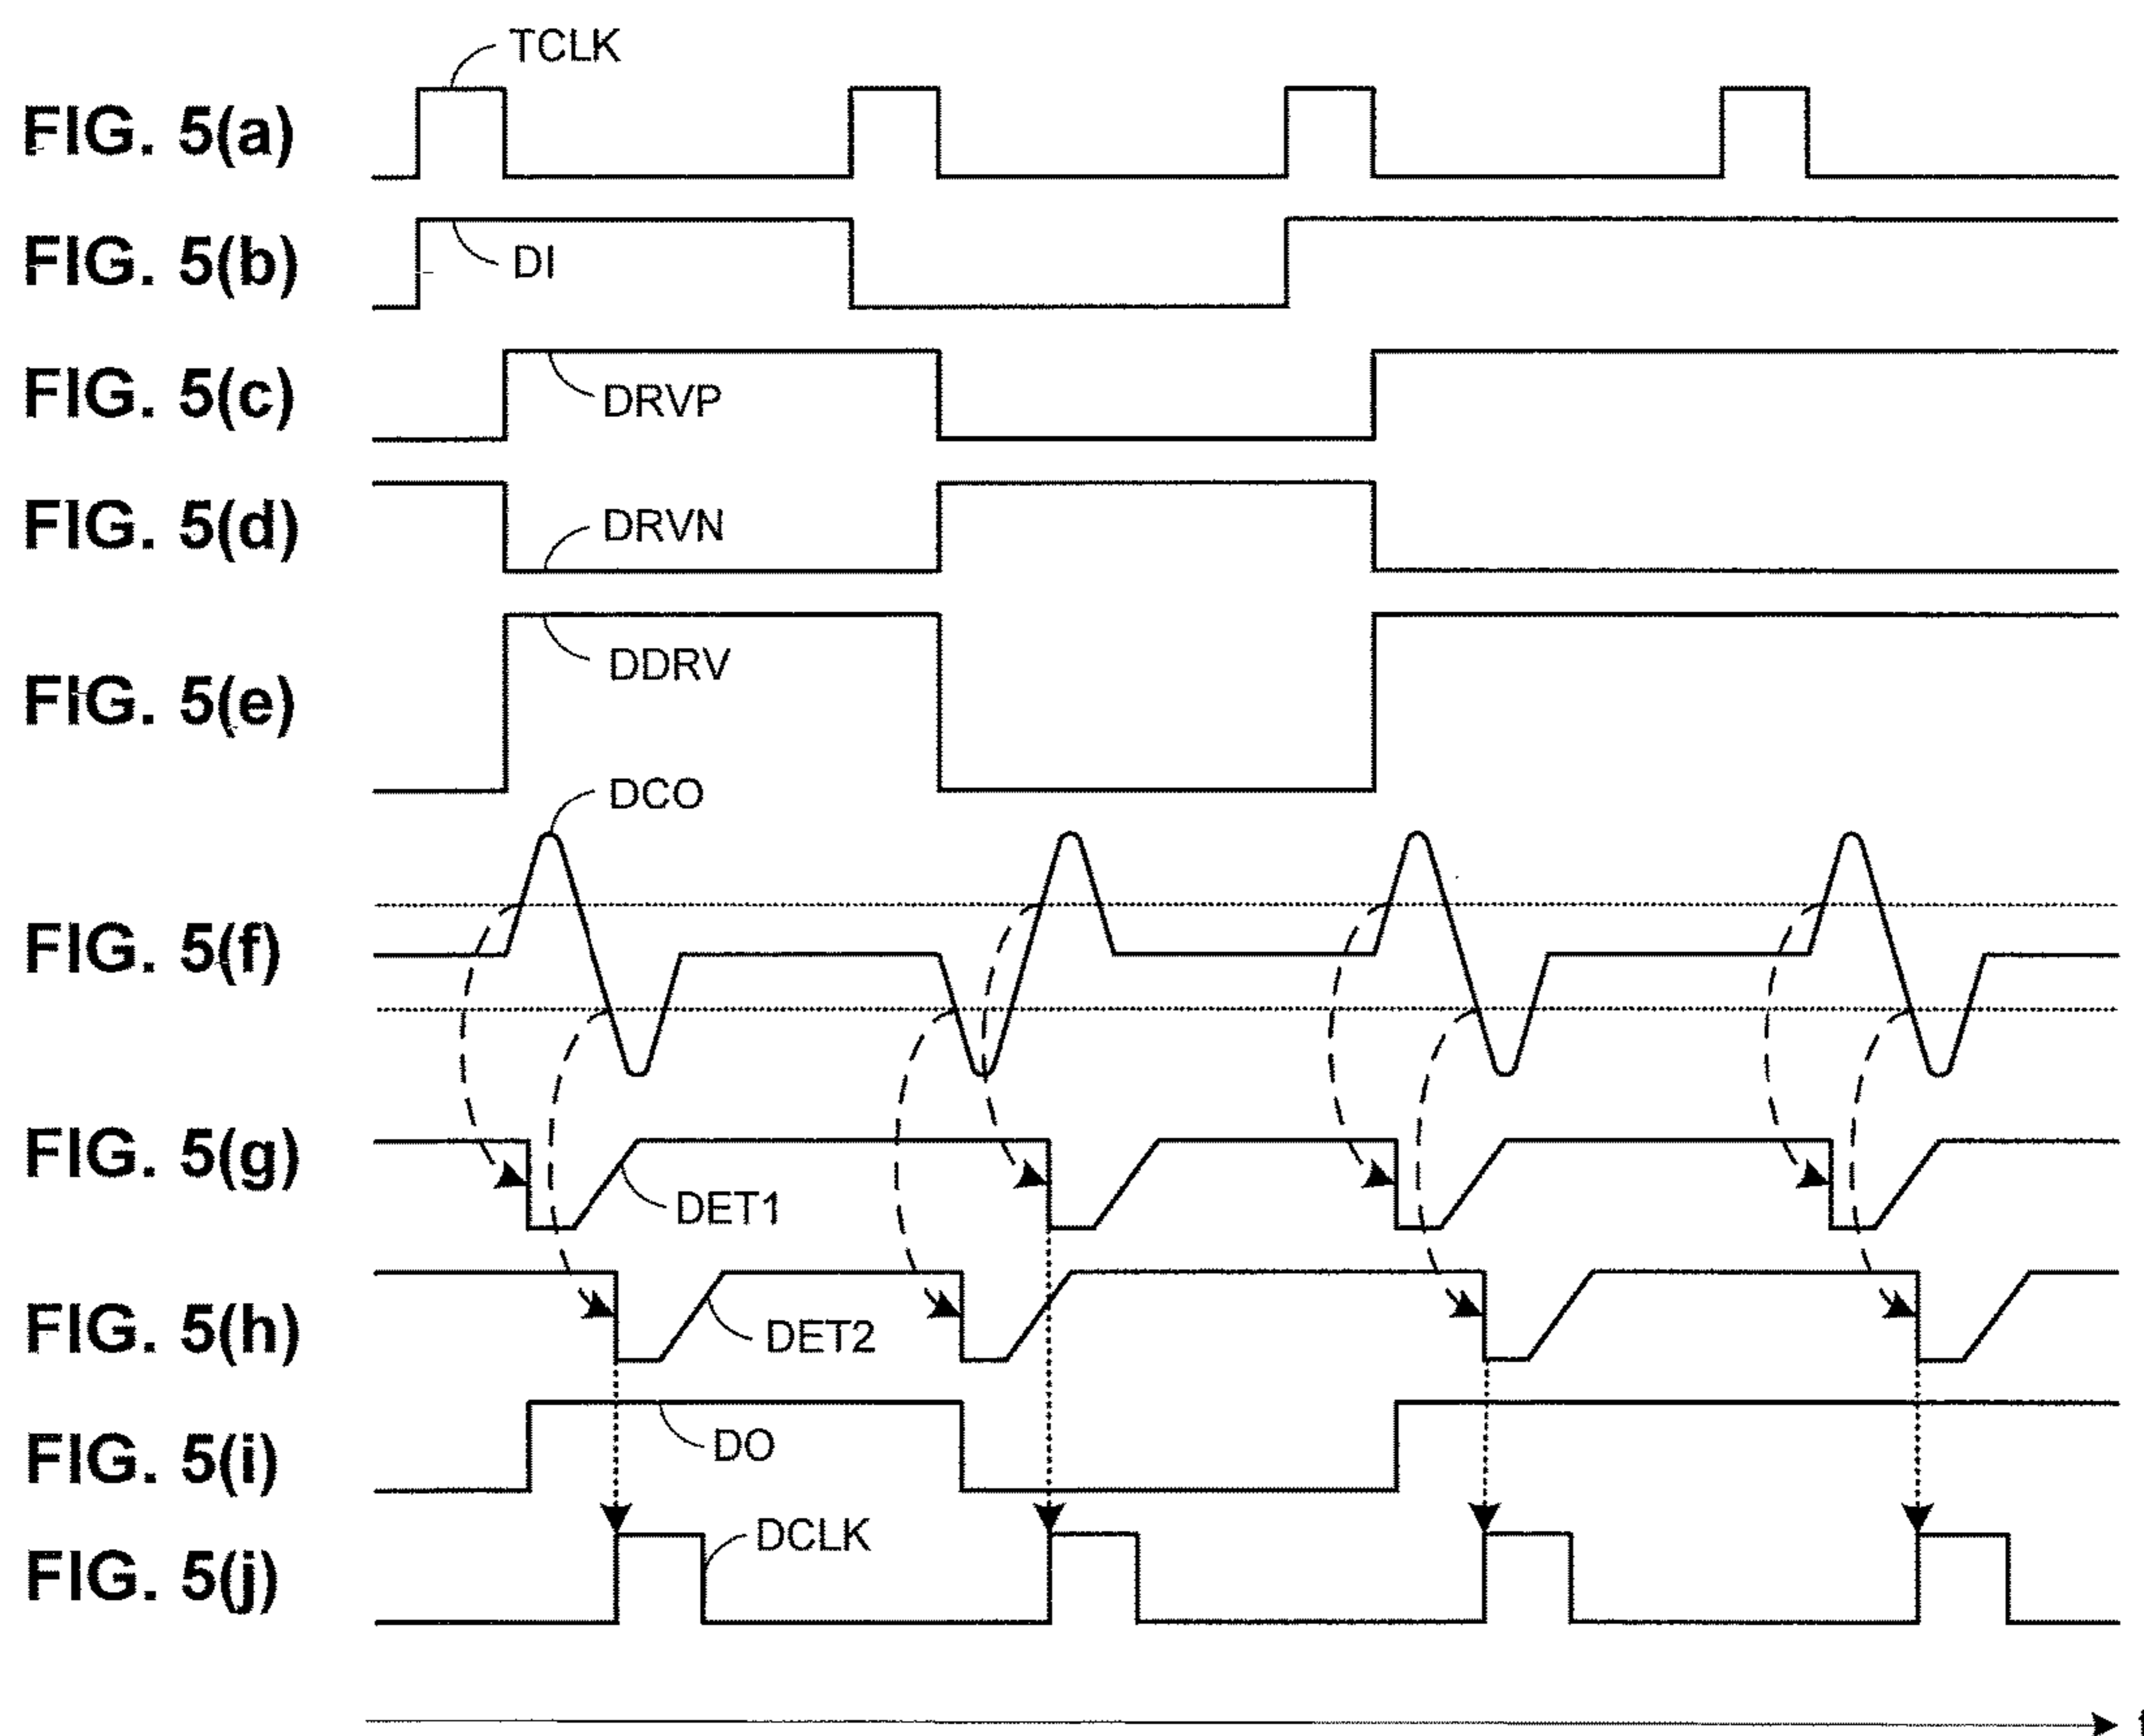 TCLK
FIG. 5(a)
FIG. 5(b)
DI
FIG. 5(c)
DRVP
FIG. 5(d)
DRVN
FIG. 5(e)
DDRV
DCO
FIG. 5(f)
FIG. 5(g)
DET1
FIG. 5(h)
DET2
FIG. 5(i)
DO
FIG. 5(j)
DCLK
t